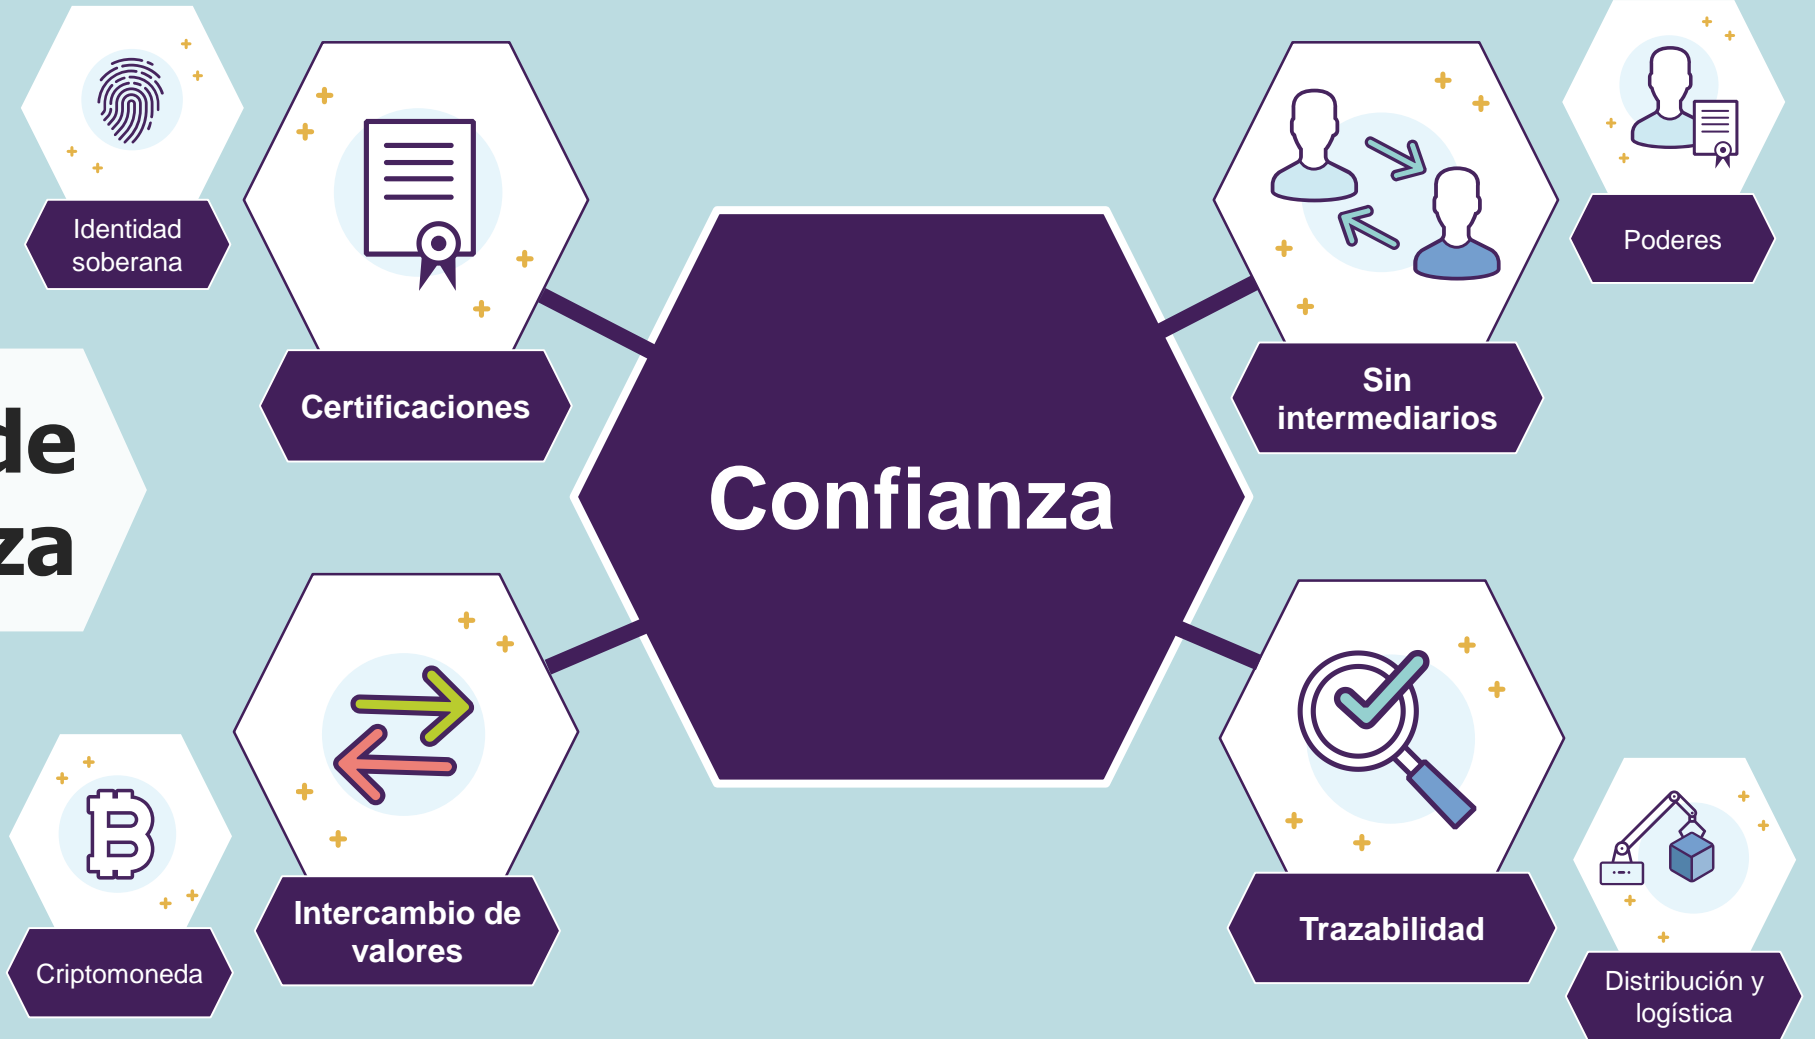 Identidad
soberana
Certificaciones
Sin
intermediarios
Poderes
de
za
Confianza
Criptomoneda
Intercambio de
valores
Trazabilidad
Distribución y
logística